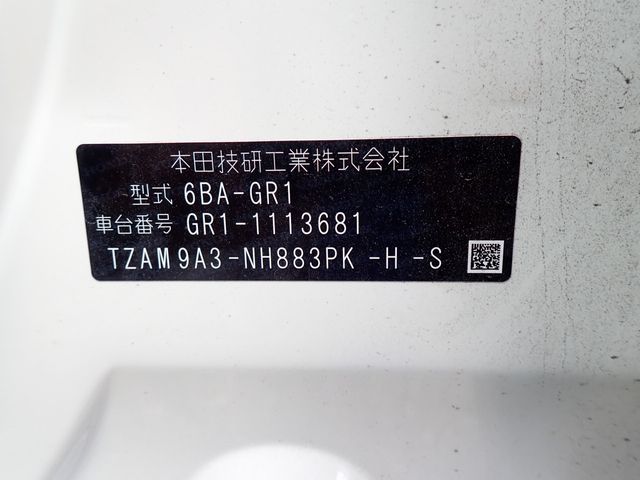 本田技研工業株式会社
型式 6BA-GR1
車台番号 GR1-1113681
TZAM9A3-NH883PK -H -S